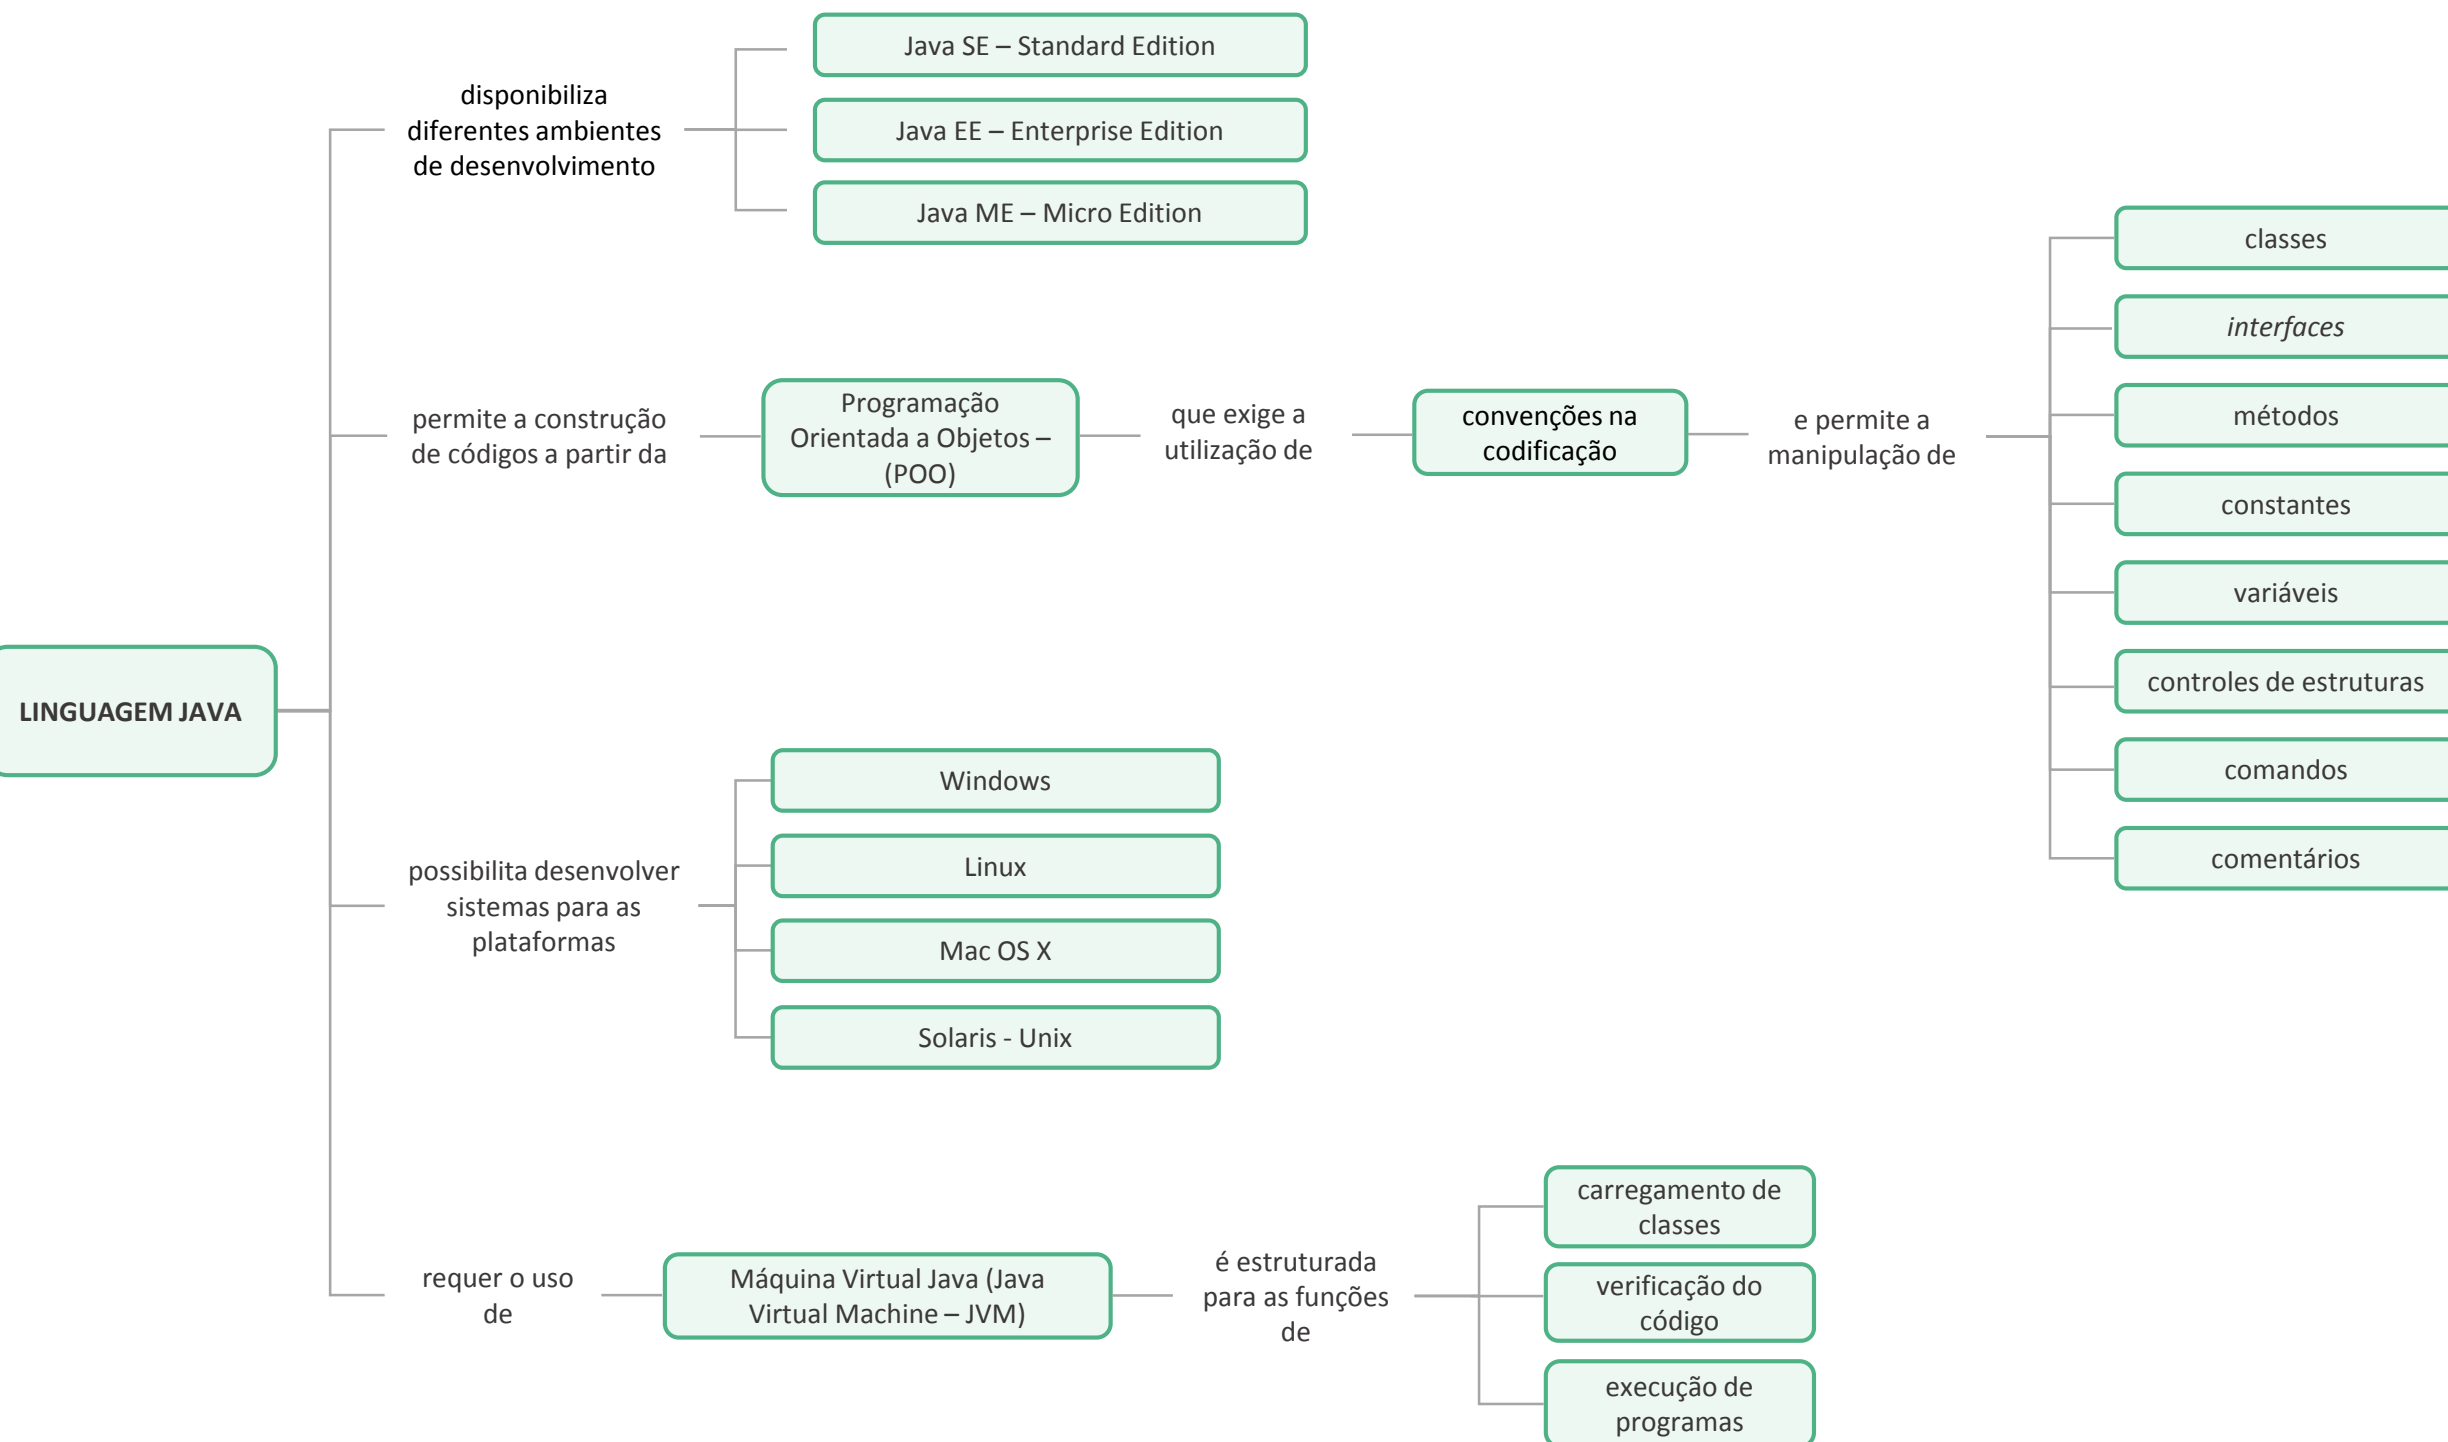 LINGUAGEM JAVA
disponibiliza
diferentes ambientes
de desenvolvimento
Java SE – Standard Edition
Java EE – Enterprise Edition
Java ME – Micro Edition
permite a construção
de códigos a partir da
Programação
Orientada a Objetos –
(POO)
que exige a
utilização de
convenções na
codificação
e permite a
manipulação de
classes
interfaces
métodos
constantes
variáveis
controles de estruturas
comandos
comentários
possibilita desenvolver
sistemas para as
plataformas
Windows
Linux
Mac OS X
Solaris - Unix
requer o uso
de
Máquina Virtual Java (Java
Virtual Machine – JVM)
é estruturada
para as funções
de
carregamento de
classes
verificação do
código
execução de
programas